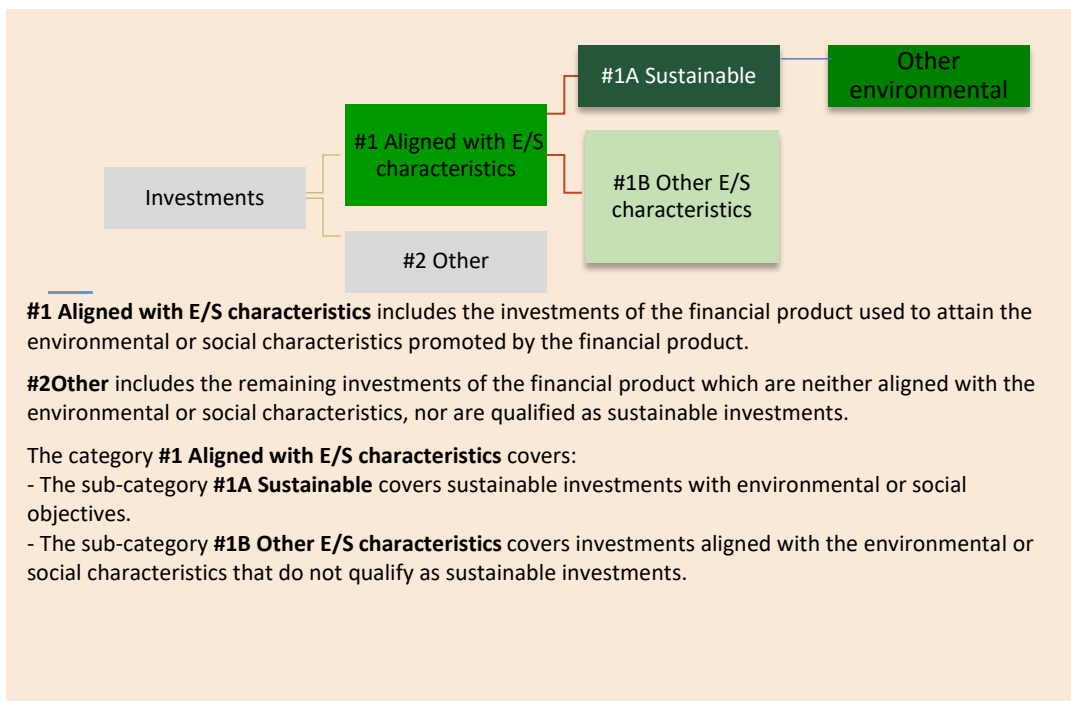 Other
environmental
#1A Sustainable
#1 Aligned with E/S
characteristics
#1B Other E/S
characteristics
Investments
#2 Other
#1 Aligned with E/S characteristics includes the investments of the financial product used to attain the
environmental or social characteristics promoted by the financial product.
#2Other includes the remaining investments of the financial product which are neither aligned with the
environmental or social characteristics, nor are qualified as sustainable investments.
The category #1 Aligned with E/S characteristics covers:
- The sub-category #1A Sustainable covers sustainable investments with environmental or social
objectives.
- The sub-category #1B Other E/S characteristics covers investments aligned with the environmental or
social characteristics that do not qualify as sustainable investments.